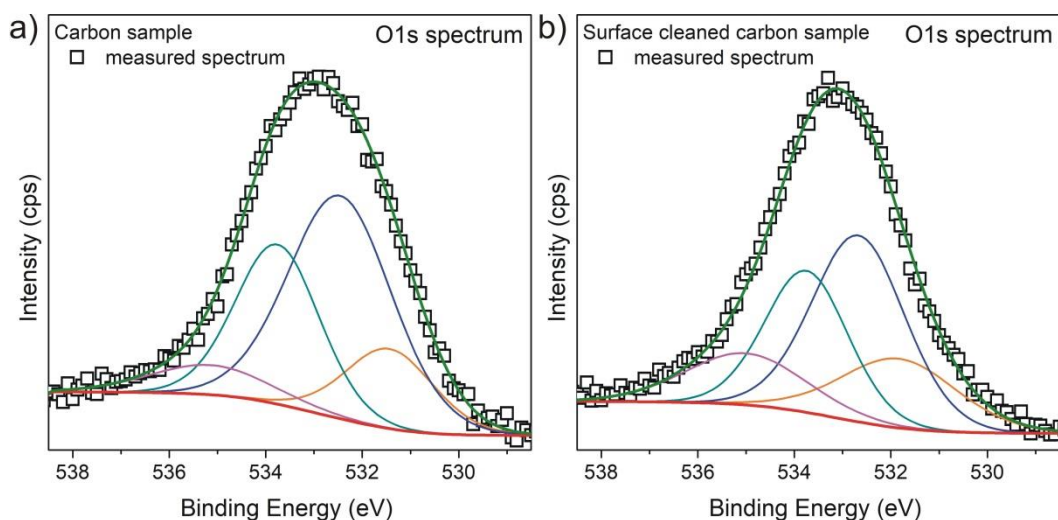 a)
Carbon sample
measured spectrum
O1s spectrum
Intensity (cps)
538 536 534 532 530
Binding Energy (eV)
b)
Surface cleaned carbon sample
measured spectrum
O1s spectrum
Intensity (cps)
538 536 534 532 530
Binding Energy (eV)